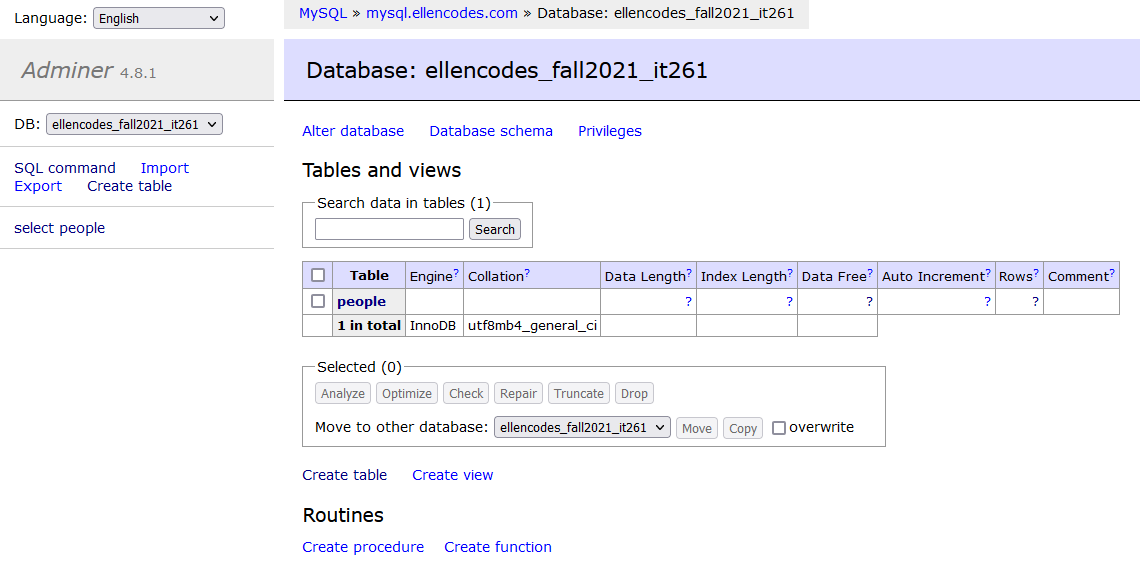 Language: English
MySQL » mysql.ellencodes.com » Database: ellencodes_fall2021_it261
Adminer 4.8.1
Database: ellencodes_fall2021_it261
DB: ellencodes_fall2021_it261
SQL command Import
Export Create table
select people
Alter database Database schema Privileges
Tables and views
Search data in tables (1)
Search
Table Engine? Collation? Data Length? Index Length? Data Free? Auto Increment? Rows? Comment?
people ? ? ? ? ?
1 in total InnoDB utf8mb4_general_ci
Selected (0)
Analyze Optimize Check Repair Truncate Drop
Move to other database: ellencodes_fall2021_it261 Move Copy overwrite
Create table Create view
Routines
Create procedure Create function